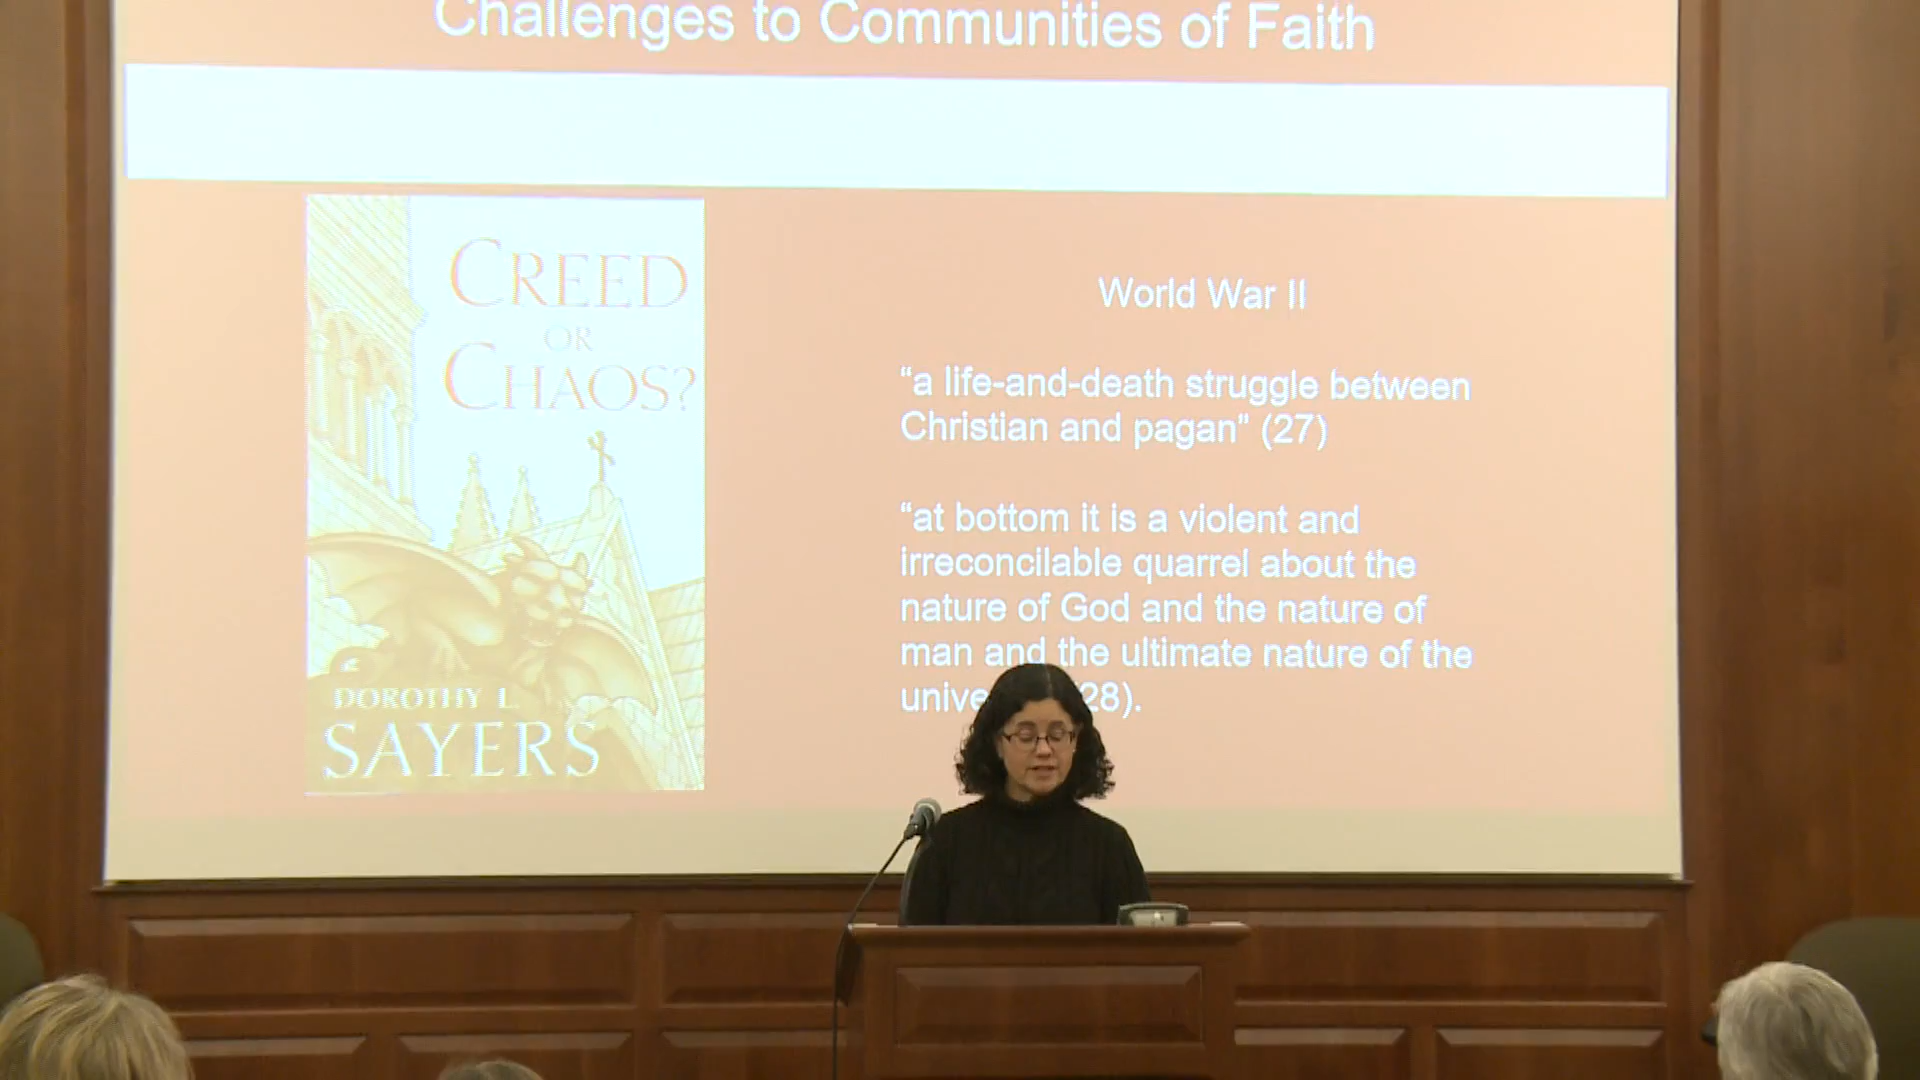 Challenges to Communities of Faith
CREED
OR
CHAOS?
DOROTHY L.
SAYERS
World War II
“a life-and-death struggle between
Christian and pagan” (27)
“at bottom it is a violent and
irreconcilable quarrel about the
nature of God and the nature of
man and the ultimate nature of the
28).